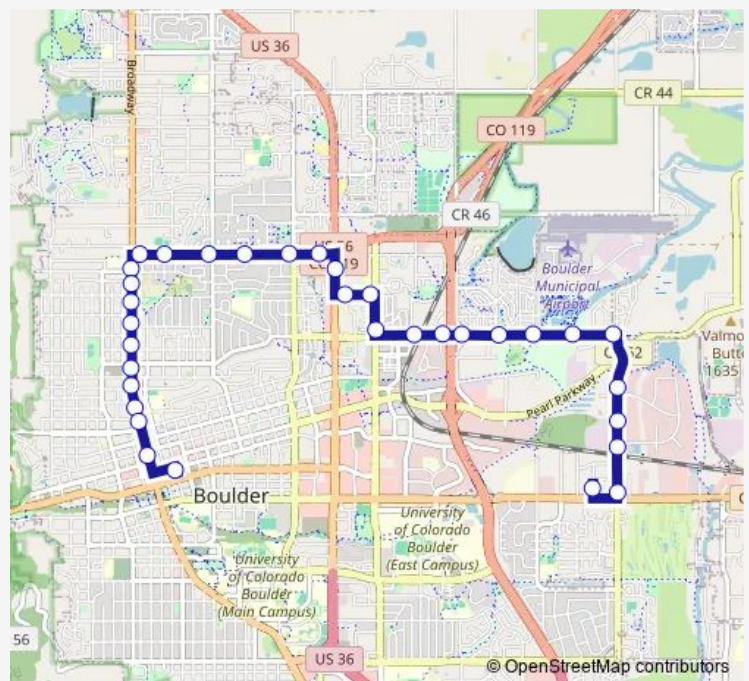 US 36
Broadway
CR 44
CO 119
CR 46
US 36
CO 119
Boulder
Municipal
Airport
Valmo
Butte
1635
Pearl Parkway
Boulder
University
of Colorado
Boulder
(East Campus)
University
of Colorado
Boulder
(Main Campus)
56
US 36
© OpenStreetMap contributors